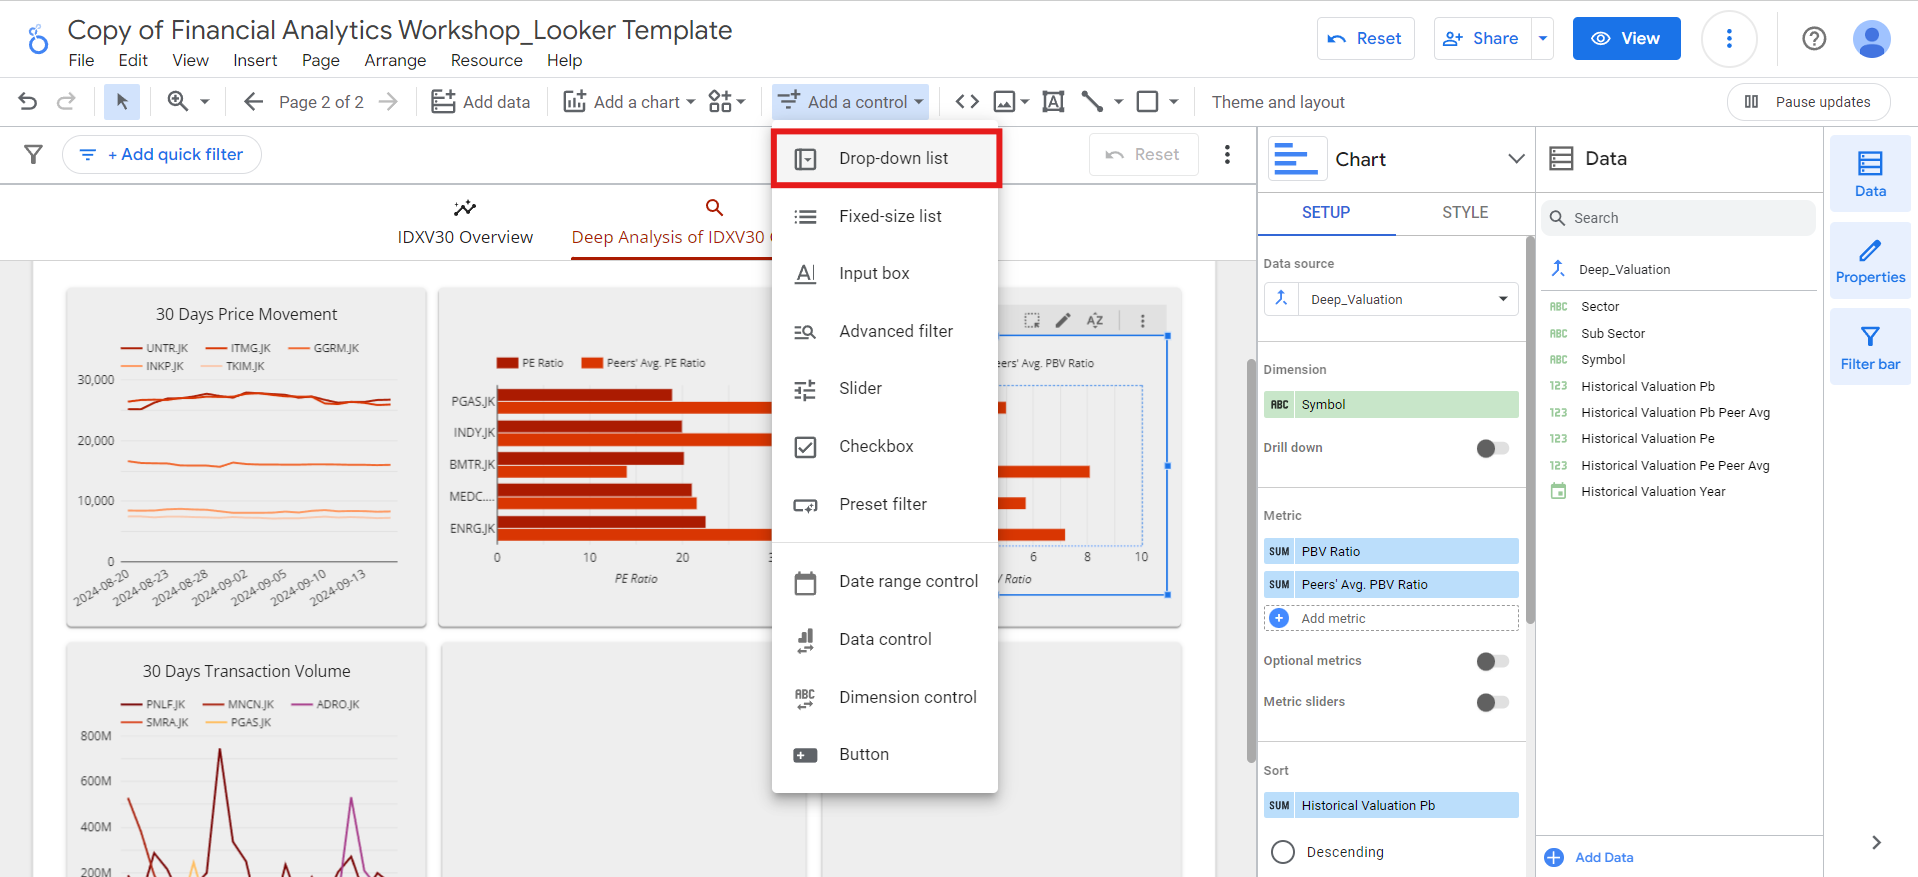 Copy of Financial Analytics Workshop_Looker Template
File Edit View Insert Page Arrange Resource Help
Reset
Share
View
Page 2 of 2
Add data
Add a chart
Add a control
Theme and layout
Pause updates
+ Add quick filter
Reset
IDXV30 Overview
Deep Analysis of IDXV30
Drop-down list
Fixed-size list
Input box
Advanced filter
Slider
Checkbox
Preset filter
Date range control
Data control
Dimension control
Button
30 Days Price Movement
UNTR.JK ITMG.JK GGRM.JK
INKP.JK TKIM.JK
30,000
20,000
10,000
0
2024-08-20 2024-08-23 2024-08-28 2024-09-02 2024-09-05 2024-09-10 2024-09-13
PE Ratio Peers' Avg. PE Ratio
PGAS.JK
INDY.JK
BMTR.JK
MEDC....
ENRG.JK
0 10 20
PE Ratio
eers' Avg. PBV Ratio
6 8 10
Ratio
30 Days Transaction Volume
PNLF.JK MNCN.JK ADRO.JK
SMRA.JK PGAS.JK
800M
600M
400M
200M
Chart
SETUP STYLE
Data source
Deep_Valuation
Dimension
ABC Symbol
Drill down
Metric
SUM PBV Ratio
SUM Peers' Avg. PBV Ratio
Add metric
Optional metrics
Metric sliders
Sort
SUM Historical Valuation Pb
Descending
Data
Search
Deep_Valuation
ABC Sector
ABC Sub Sector
ABC Symbol
123 Historical Valuation Pb
123 Historical Valuation Pb Peer Avg
123 Historical Valuation Pe
123 Historical Valuation Pe Peer Avg
Historical Valuation Year
Add Data
Data
Properties
Filter bar